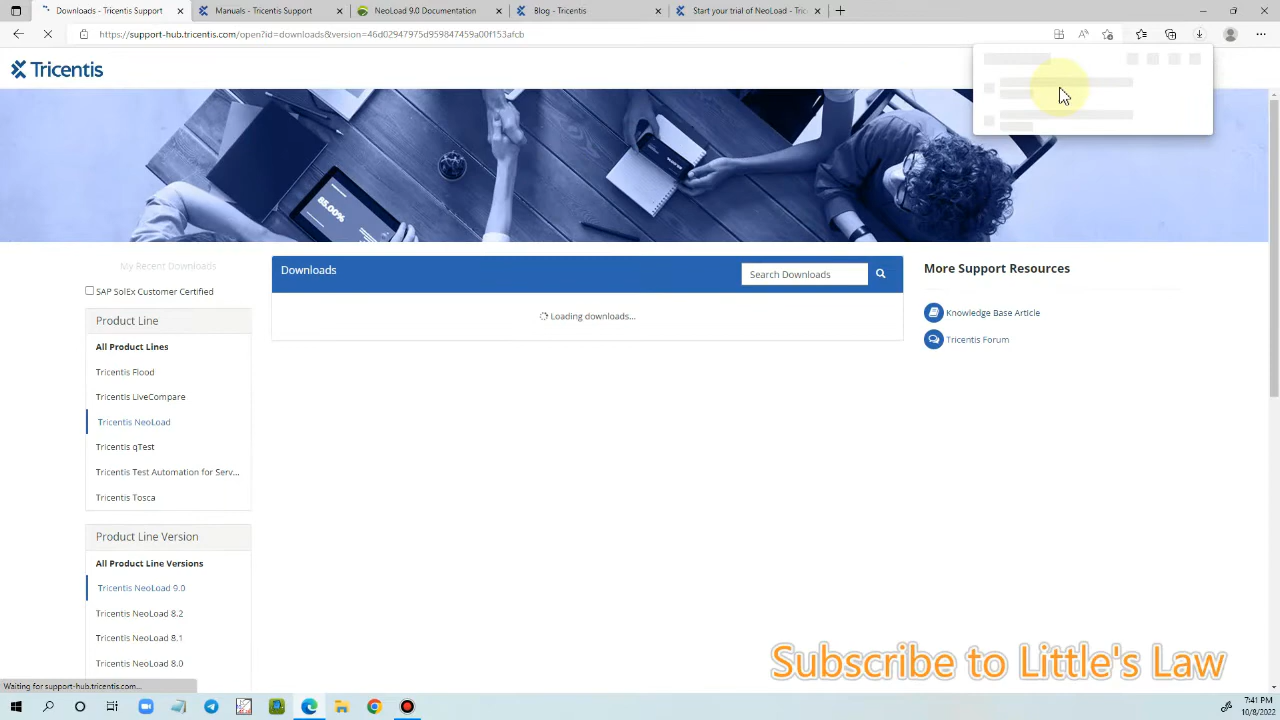 Downloads - Tricentis Support
Manuals - Tricentis Support
NeoLoad 9.0 Documentation
Blog - Tricentis
Start your trial of NeoLoad - Tric
https://support-hub.tricentis.com/open?id=downloads&version=46d02947975d959847459a00f153afcb
Tricentis
85.00%
My Recent Downloads
SAP SolEx Customer Certified
Product Line
All Product Lines
Tricentis Flood
Tricentis LiveCompare
Tricentis NeoLoad
Tricentis qTest
Tricentis Test Automation for Serv...
Tricentis Tosca
Product Line Version
All Product Line Versions
Tricentis NeoLoad 9.0
Tricentis NeoLoad 8.2
Tricentis NeoLoad 8.1
Tricentis NeoLoad 8.0
Downloads
Search Downloads
Loading downloads...
More Support Resources
Knowledge Base Article
Tricentis Forum
Subscribe to Little's Law
Waiting for support-hub.tricentis.com...
7:41 PM
10/8/2022